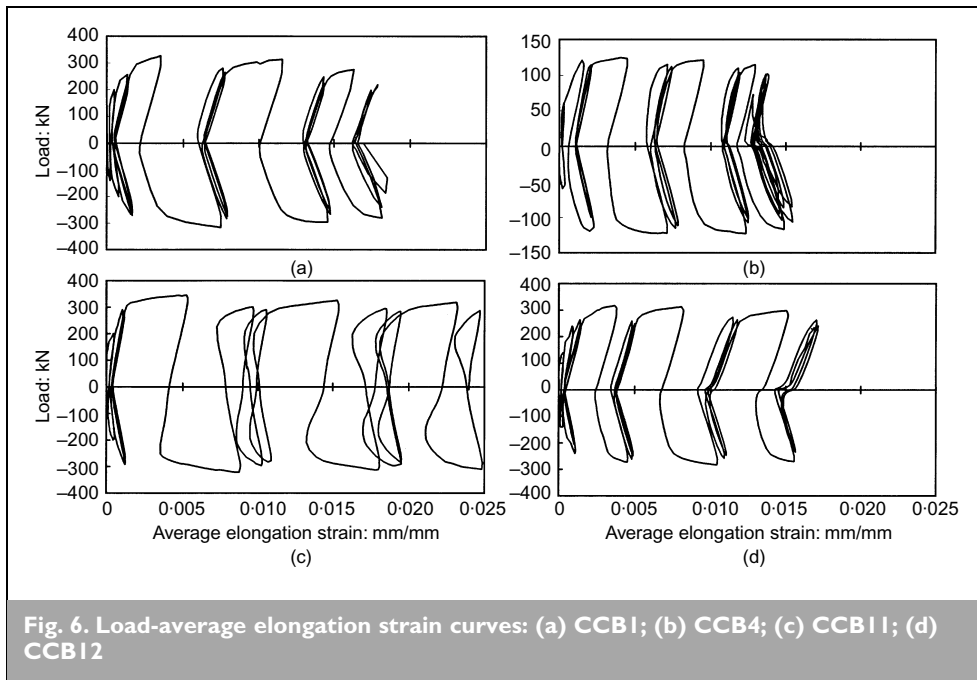 400
300
200
100
0
–100
–200
–300
–400
Load: kN
(a)
150
100
50
0
–50
–100
–150
(b)
400
300
200
100
0
–100
–200
–300
–400
Load: kN
0 0·005 0·010 0·015 0·020 0·025
Average elongation strain: mm/mm
(c)
400
300
200
100
0
–100
–200
–300
–400
0 0·005 0·010 0·015 0·020 0·025
Average elongation strain: mm/mm
(d)
Fig. 6. Load-average elongation strain curves: (a) CCB1; (b) CCB4; (c) CCB11; (d)
CCB12